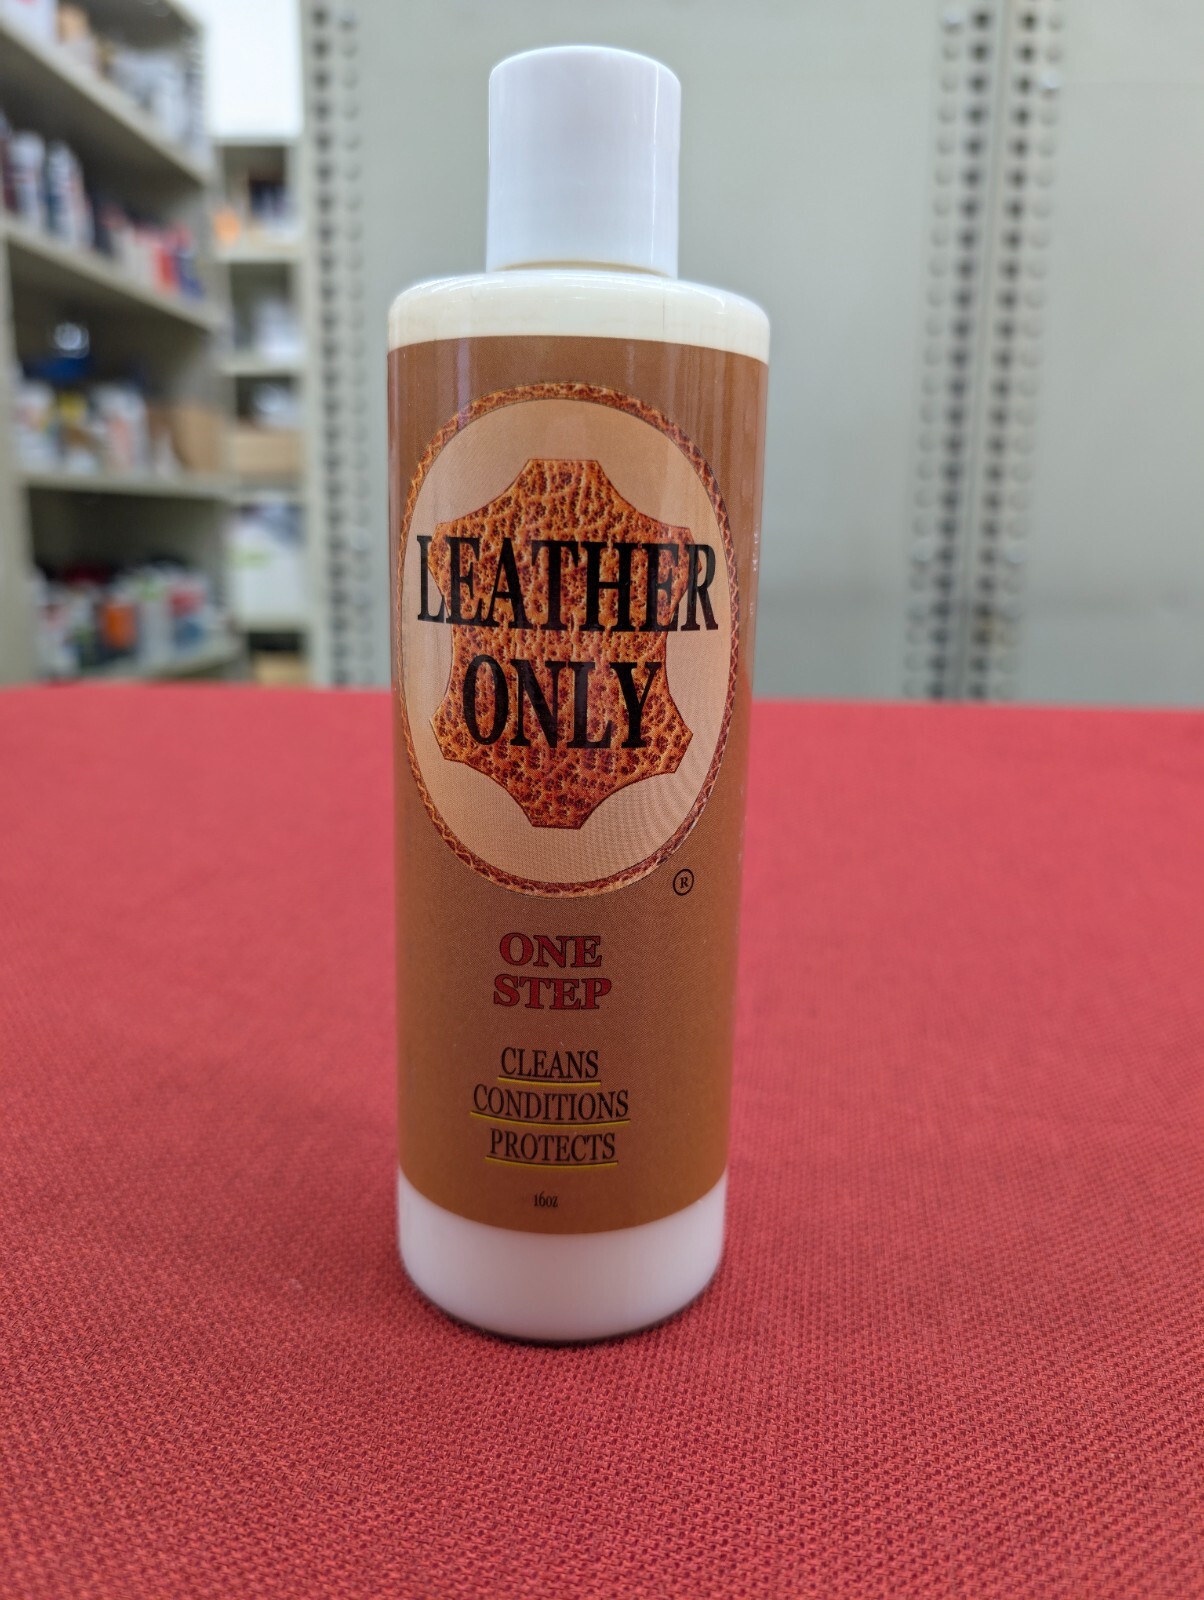 LEATHER
ONLY
®
ONE
STEP
CLEANS
CONDITIONS
PROTECTS
16oz